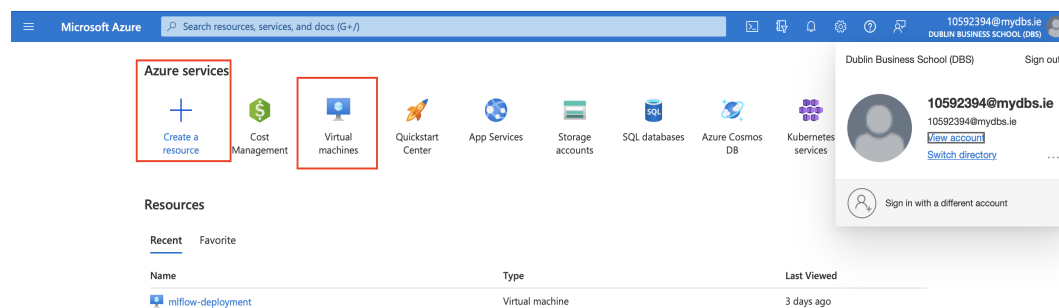 Microsoft Azure
Search resources, services, and docs (G+/)
10592394@mydbs.ie
DUBLIN BUSINESS SCHOOL (DBS)
Dublin Business School (DBS)
Sign out
10592394@mydbs.ie
10592394@mydbs.ie
View account
Switch directory
...
Sign in with a different account
Azure services
Create a
resource
Cost
Management
Virtual
machines
Quickstart
Center
App Services
Storage
accounts
SQL
SQL databases
Azure Cosmos
DB
Kubernetes
services
Resources
Recent
Favorite
Name
Type
Last Viewed
mlflow-deployment
Virtual machine
3 days ago